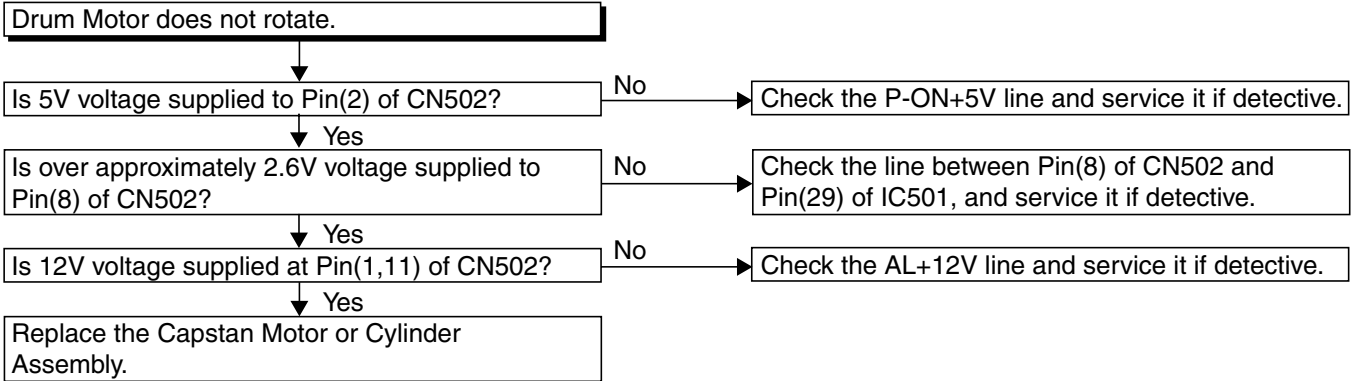 Drum Motor does not rotate.
Is 5V voltage supplied to Pin(2) of CN502?
No
Check the P-ON+5V line and service it if detective.
Yes
Is over approximately 2.6V voltage supplied to
Pin(8) of CN502?
No
Check the line between Pin(8) of CN502 and
Pin(29) of IC501, and service it if detective.
Yes
Is 12V voltage supplied at Pin(1,11) of CN502?
No
Check the AL+12V line and service it if detective.
Yes
Replace the Capstan Motor or Cylinder
Assembly.